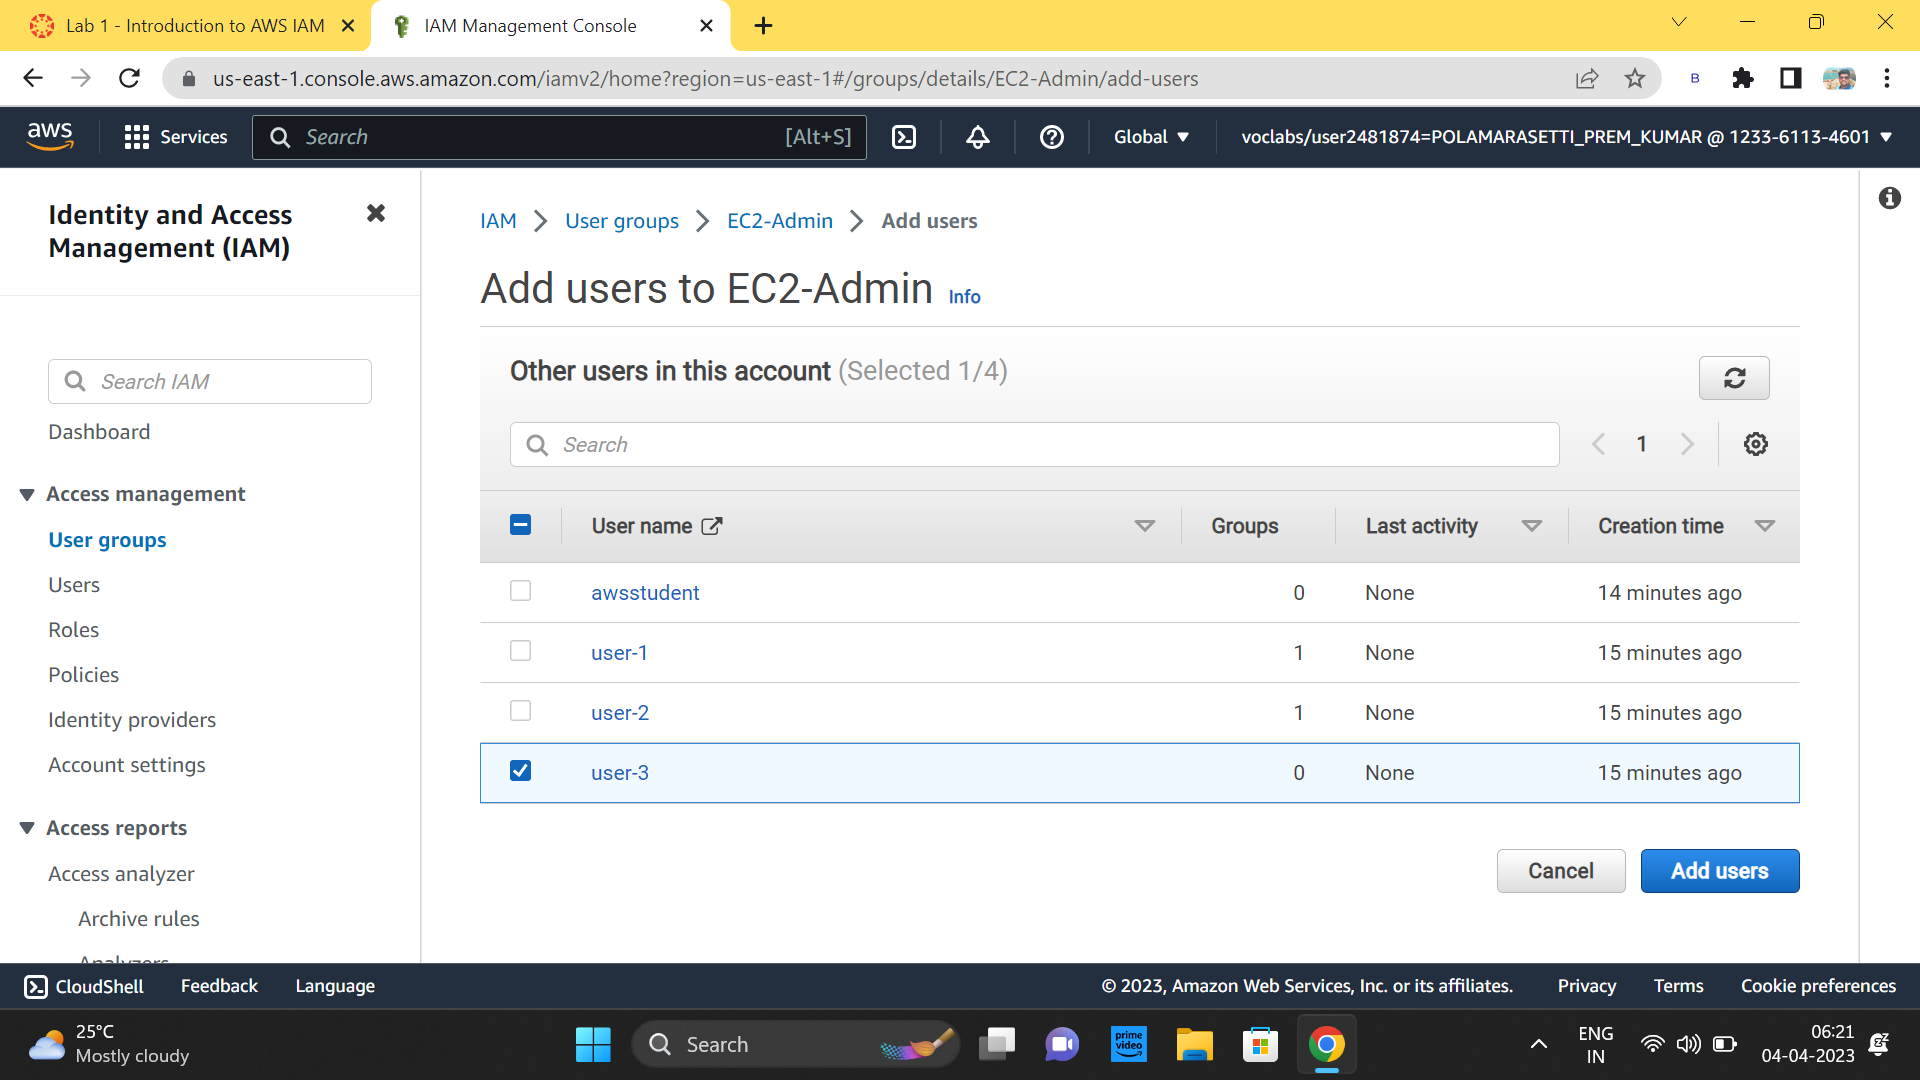 Lab 1 - Introduction to AWS IAM
IAM Management Console
us-east-1.console.aws.amazon.com/iamv2/home?region=us-east-1#/groups/details/EC2-Admin/add-users
B
aws
Services
Search
[Alt+S]
Global
voclabs/user2481874=POLAMARASETTI_PREM_KUMAR @ 1233-6113-4601
Identity and Access
Management (IAM)
Search IAM
Dashboard
Access management
User groups
Users
Roles
Policies
Identity providers
Account settings
Access reports
Access analyzer
Archive rules
Analyzers
IAM > User groups > EC2-Admin > Add users
Add users to EC2-Admin Info
Other users in this account (Selected 1/4)
Search
1
User name Groups Last activity Creation time
awsstudent 0 None 14 minutes ago
user-1 1 None 15 minutes ago
user-2 1 None 15 minutes ago
user-3 0 None 15 minutes ago
Cancel
Add users
CloudShell Feedback Language
© 2023, Amazon Web Services, Inc. or its affiliates. Privacy Terms Cookie preferences
25°C
Mostly cloudy
Search
prime
video
ENG
IN
06:21
04-04-2023